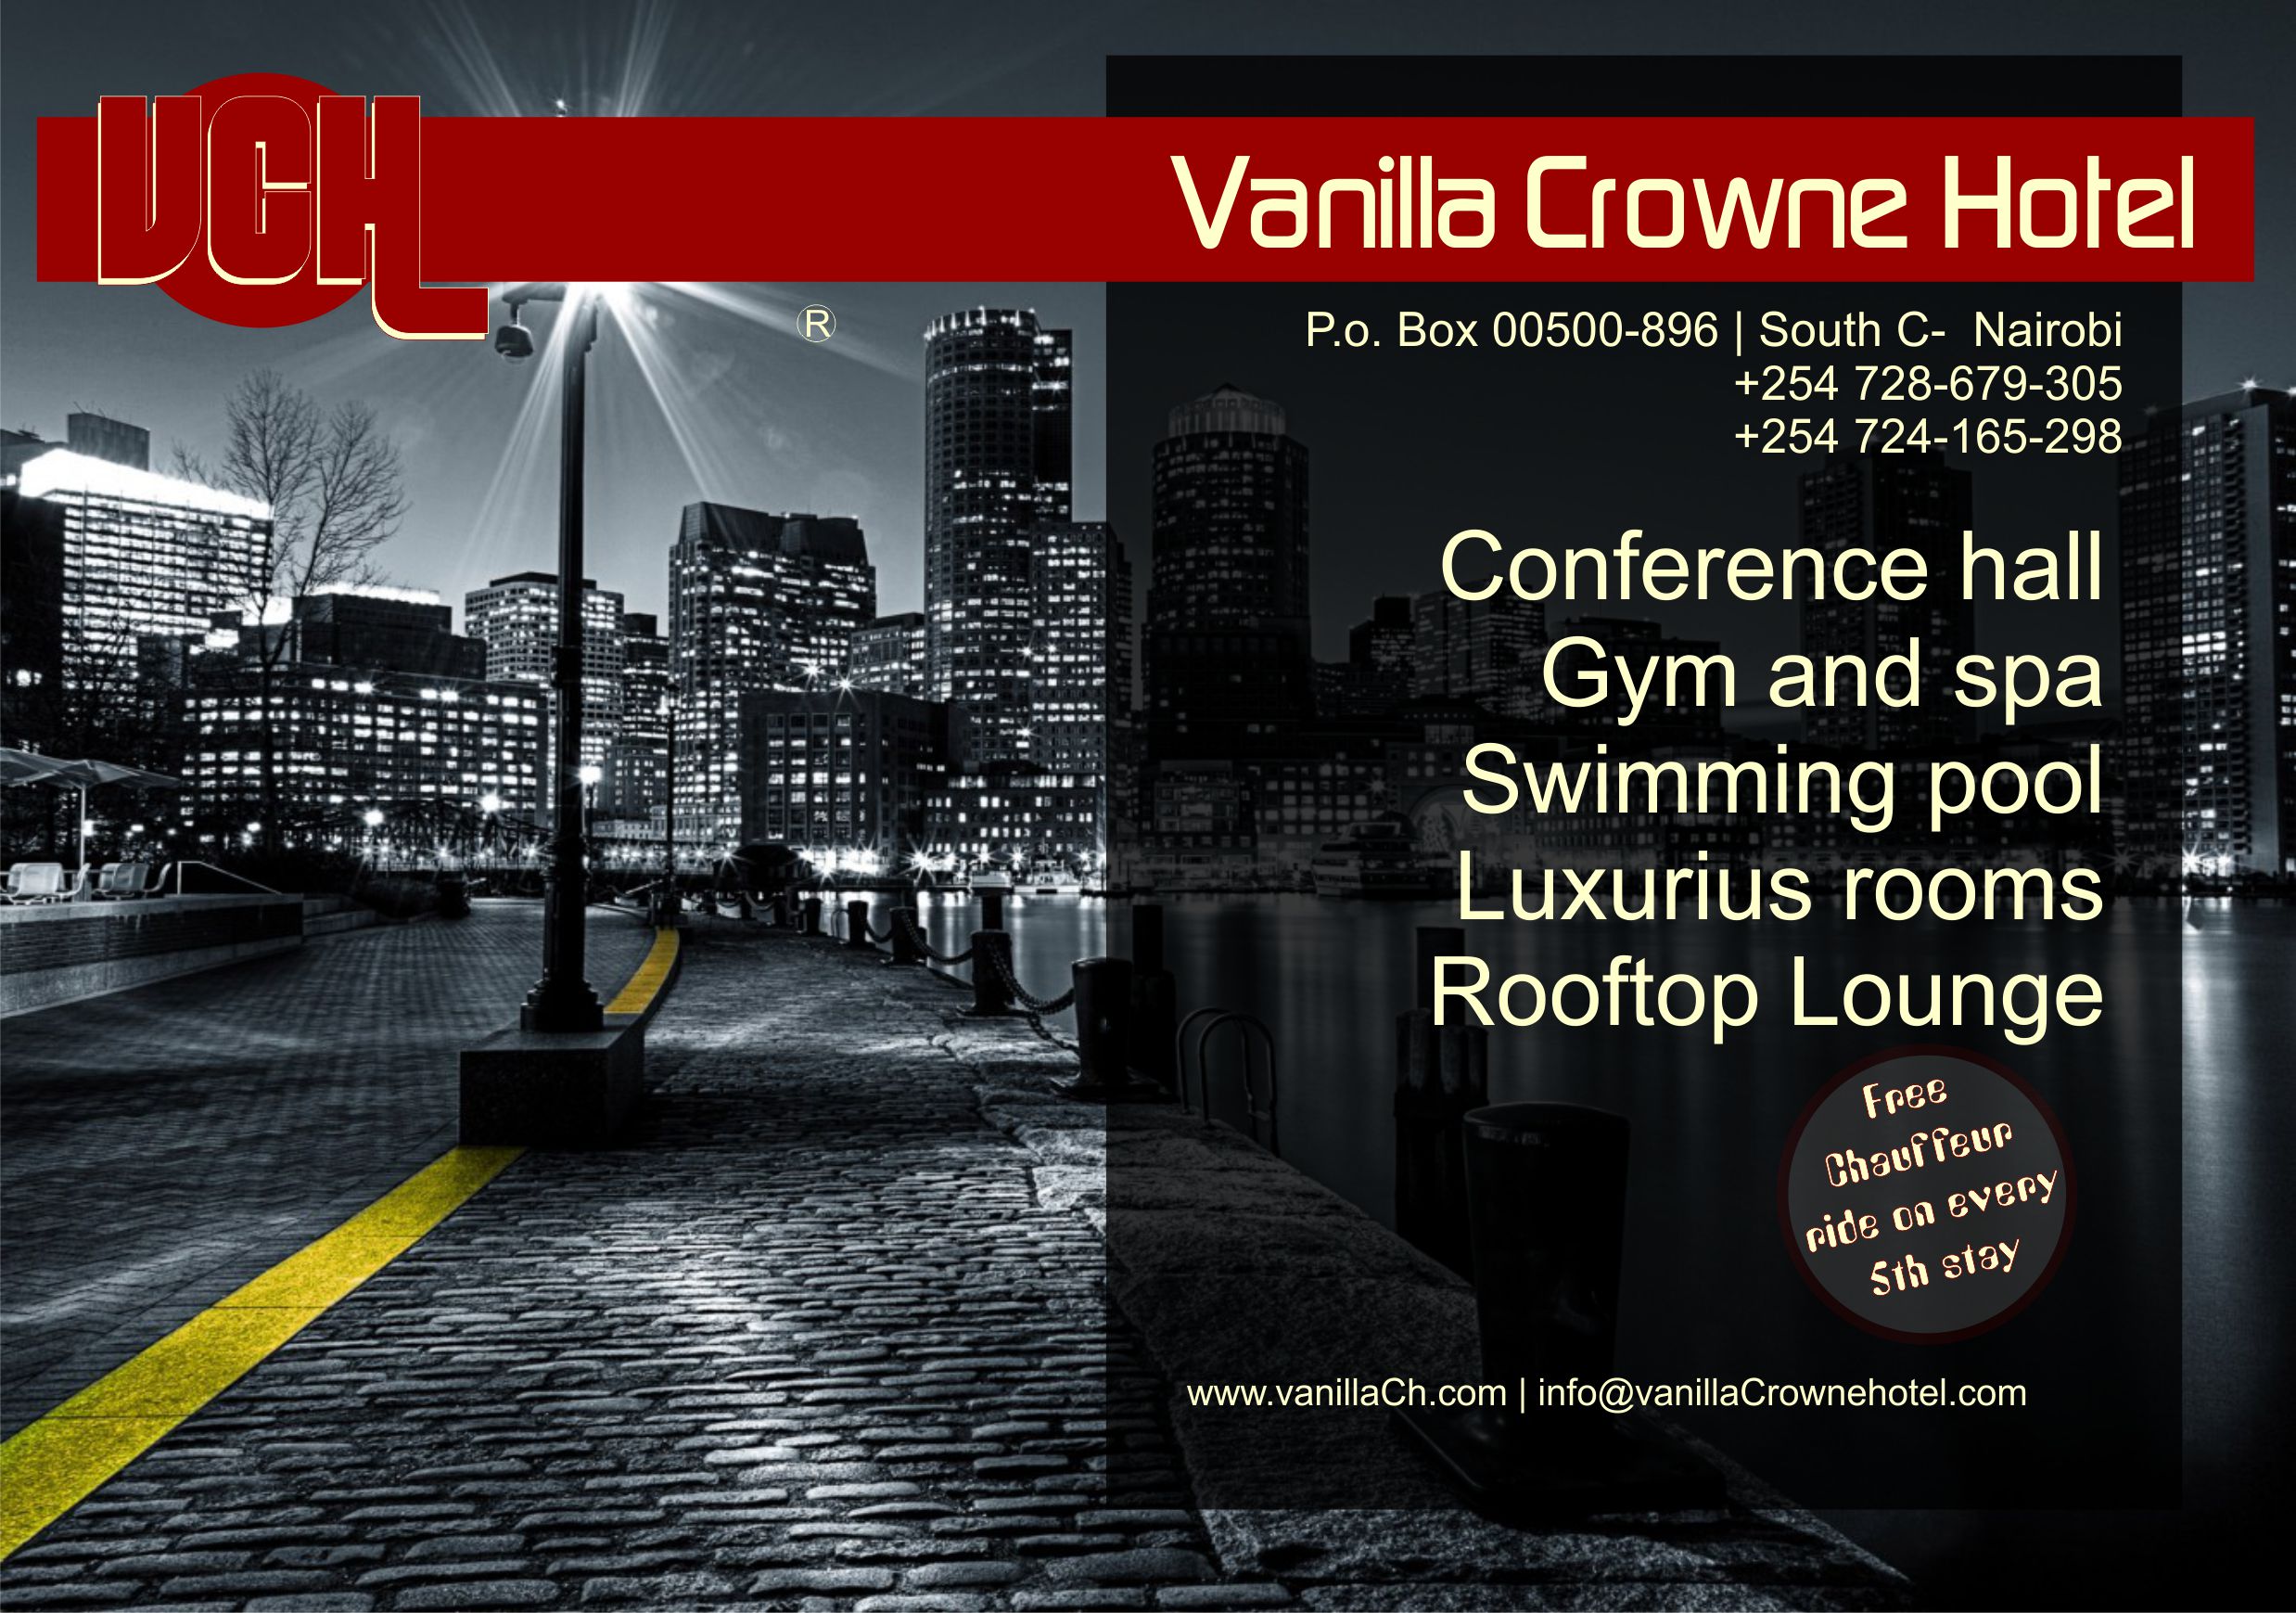 VCH
Vanilla Crowne Hotel
®
P.o. Box 00500-896 | South C-  Nairobi
+254 728-679-305
+254 724-165-298
Conference hall
Gym and spa
Swimming pool
Luxurius rooms
Rooftop Lounge
Free
Chauffeur
ride on every
5th stay
www.vanillaCh.com | info@vanillaCrownehotel.com